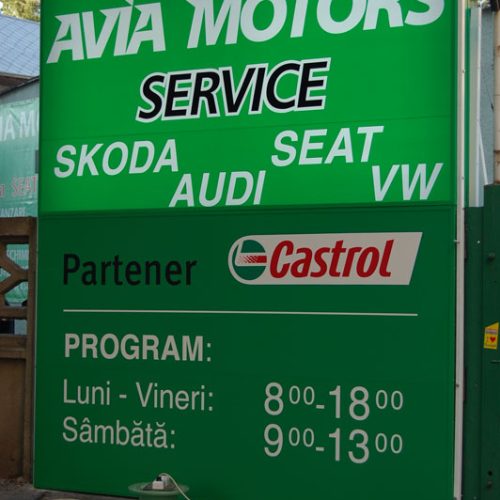 AVIA MOTORS
SERVICE
SKODA SEAT
AUDI VW
Partener Castrol
PROGRAM:
Luni - Vineri: 8⁰⁰-18⁰⁰
Sâmbătă: 9⁰⁰-13⁰⁰